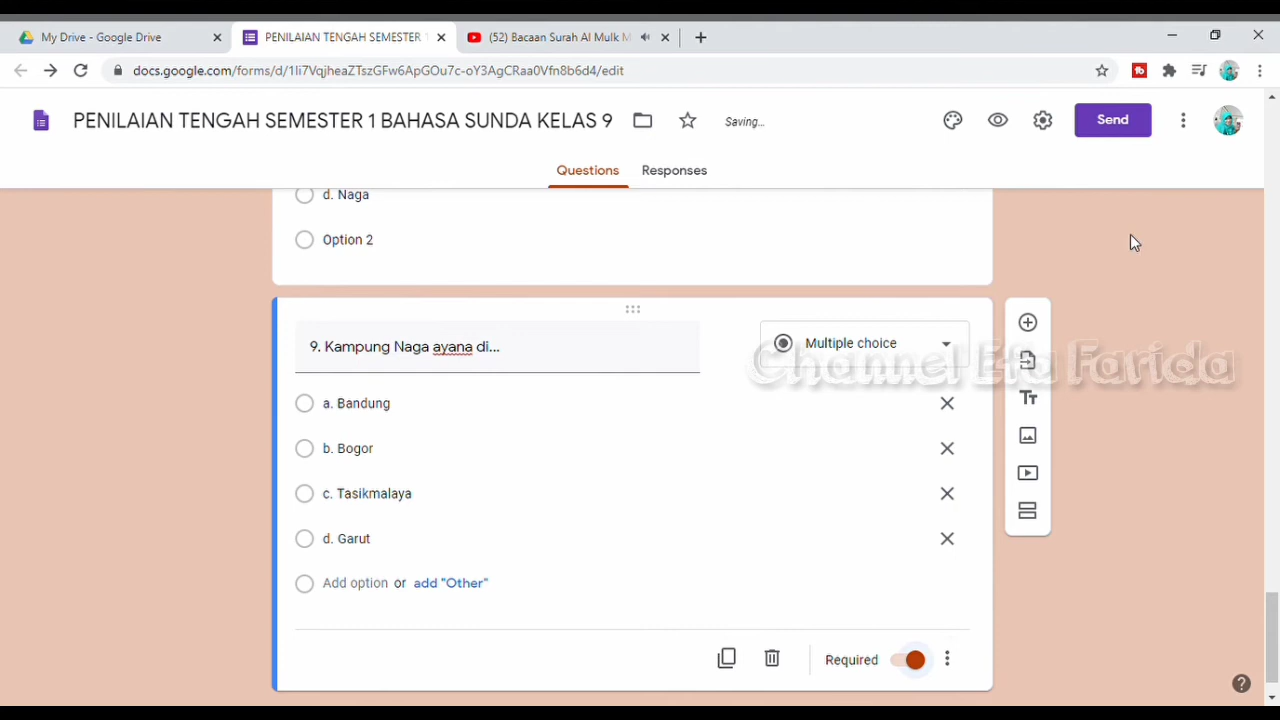 My Drive - Google Drive
PENILAIAN TENGAH SEMESTER 1
(52) Bacaan Surah Al Mulk M
docs.google.com/forms/d/1Ii7VqjheaZTszGFw6ApGOu7c-oY3AgCRaa0Vfn8b6d4/edit
PENILAIAN TENGAH SEMESTER 1 BAHASA SUNDA KELAS 9
Saving...
Send
Questions
Responses
d. Naga
Option 2
9. Kampung Naga ayana di...
Multiple choice
Channel Efa Farida
a. Bandung
b. Bogor
c. Tasikmalaya
d. Garut
Add option or add "Other"
Required